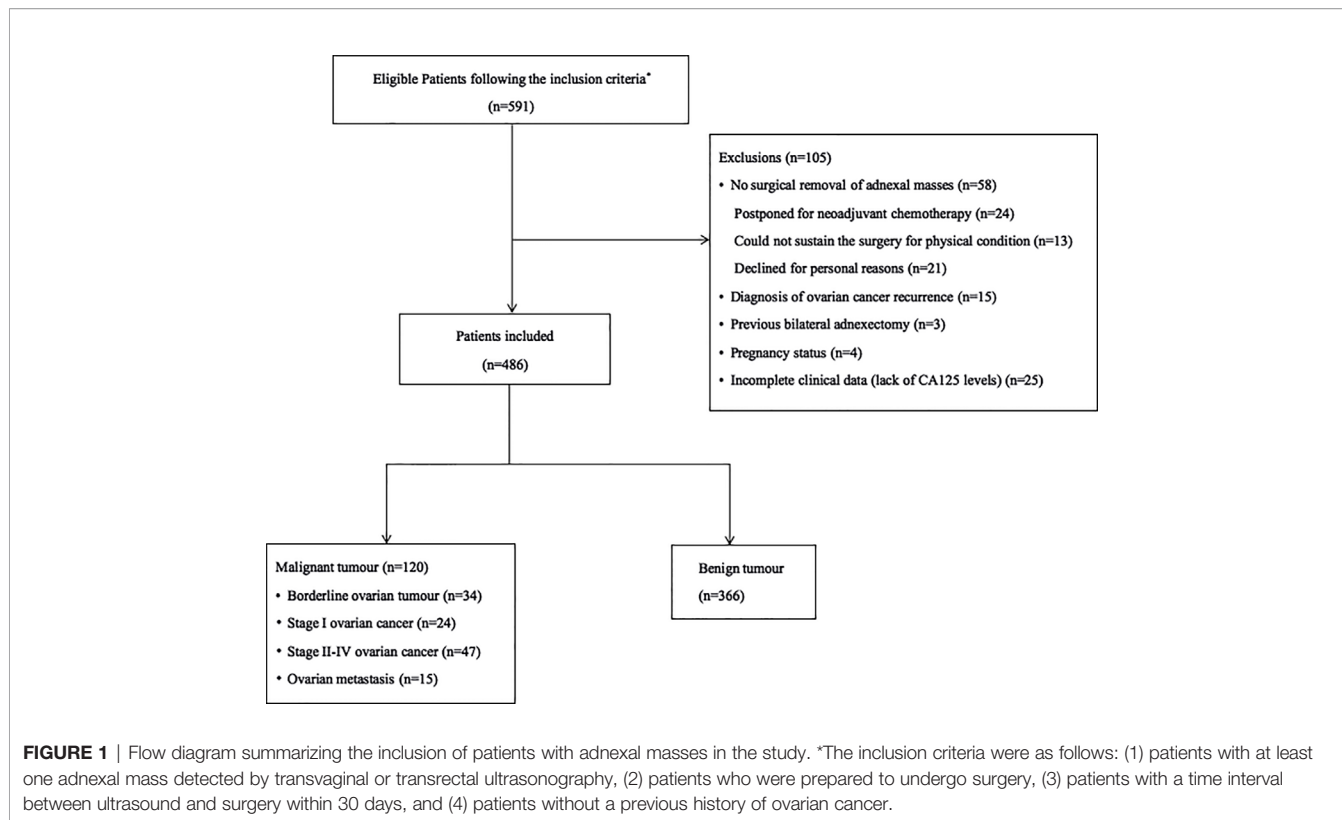 Eligible Patients following the inclusion criteria*
(n=591)
Exclusions (n=105)
• No surgical removal of adnexal masses (n=58)
Postponed for neoadjuvant chemotherapy (n=24)
Could not sustain the surgery for physical condition (n=13)
Declined for personal reasons (n=21)
• Diagnosis of ovarian cancer recurrence (n=15)
• Previous bilateral adnexectomy (n=3)
• Pregnancy status (n=4)
• Incomplete clinical data (lack of CA125 levels) (n=25)
Patients included
(n=486)
Malignant tumour (n=120)
• Borderline ovarian tumour (n=34)
• Stage I ovarian cancer (n=24)
• Stage II-IV ovarian cancer (n=47)
• Ovarian metastasis (n=15)
Benign tumour
(n=366)
FIGURE 1 | Flow diagram summarizing the inclusion of patients with adnexal masses in the study. *The inclusion criteria were as follows: (1) patients with at least
one adnexal mass detected by transvaginal or transrectal ultrasonography, (2) patients who were prepared to undergo surgery, (3) patients with a time interval
between ultrasound and surgery within 30 days, and (4) patients without a previous history of ovarian cancer.